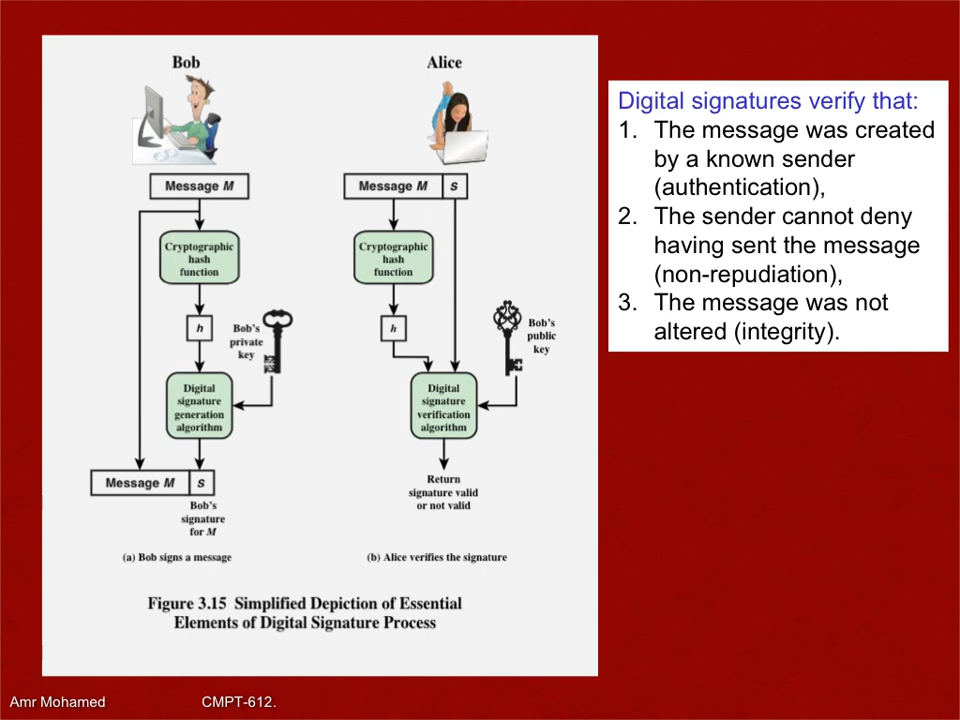 Bob
Message M
Cryptographic
hash
function
h
Bob's
private
key
Digital
signature
generation
algorithm
Message M S
Bob's
signature
for M
(a) Bob signs a message
Alice
Message M S
Cryptographic
hash
function
h
Bob's
public
key
Digital
signature
verification
algorithm
Return
signature valid
or not valid
(b) Alice verifies the signature
Figure 3.15 Simplified Depiction of Essential
Elements of Digital Signature Process
Digital signatures verify that:
1. The message was created
by a known sender
(authentication),
2. The sender cannot deny
having sent the message
(non-repudiation),
3. The message was not
altered (integrity).
Amr Mohamed CMPT-612.